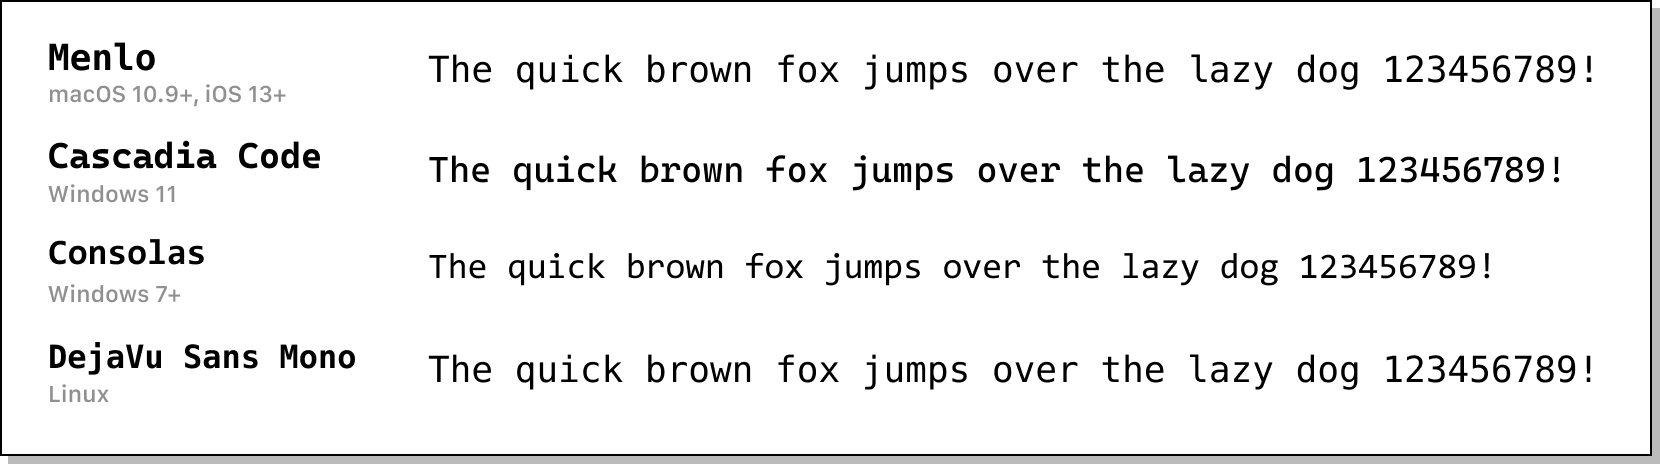 Menlo
The quick brown fox jumps over the lazy dog 123456789!
macOS 10.9+, iOS 13+
Cascadia Code
The quick brown fox jumps over the lazy dog 123456789!
Windows 11
Consolas
The quick brown fox jumps over the lazy dog 123456789!
Windows 7+
DejaVu Sans Mono
The quick brown fox jumps over the lazy dog 123456789!
Linux